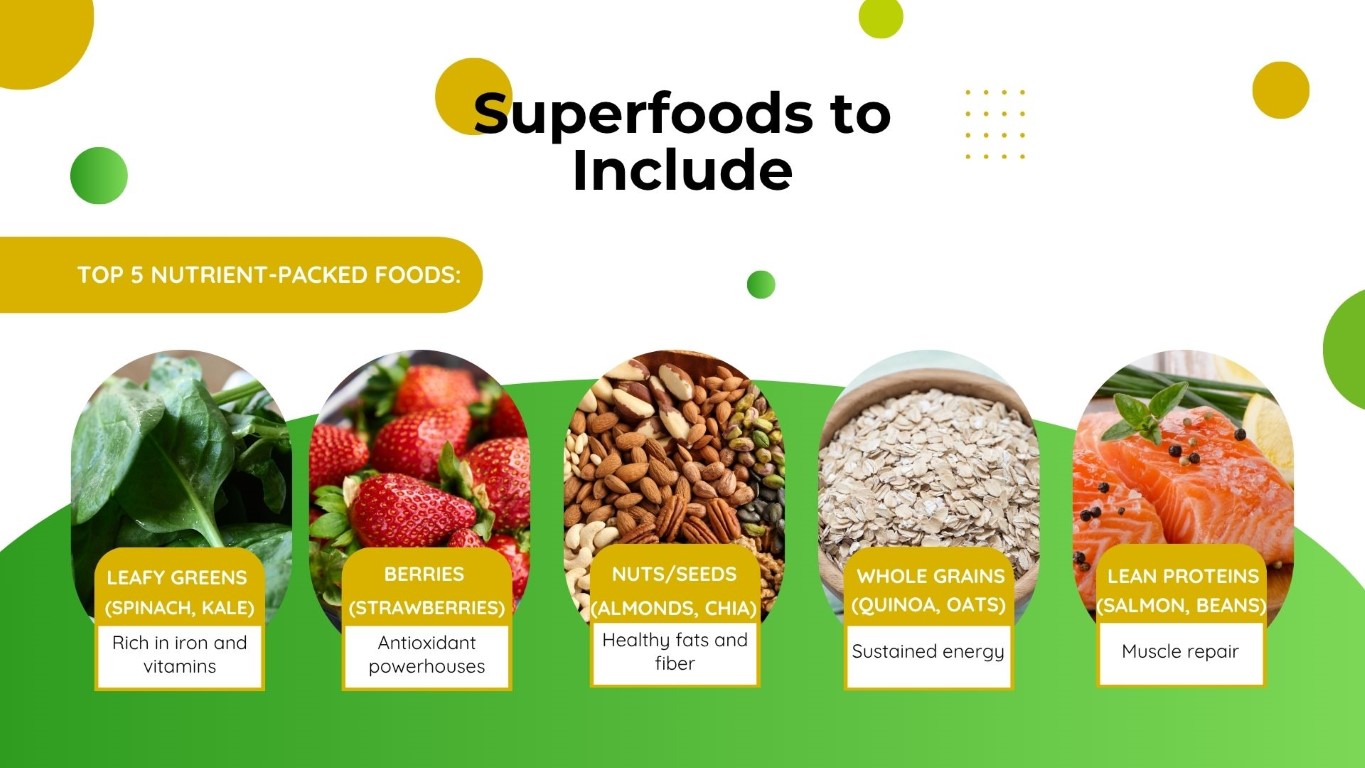 Superfoods to
Include
TOP 5 NUTRIENT-PACKED FOODS:
LEAFY GREENS
(SPINACH, KALE)
Rich in iron and
vitamins
BERRIES
(STRAWBERRIES)
Antioxidant
powerhouses
NUTS/SEEDS
(ALMONDS, CHIA)
Healthy fats and
fiber
WHOLE GRAINS
(QUINOA, OATS)
Sustained energy
LEAN PROTEINS
(SALMON, BEANS)
Muscle repair